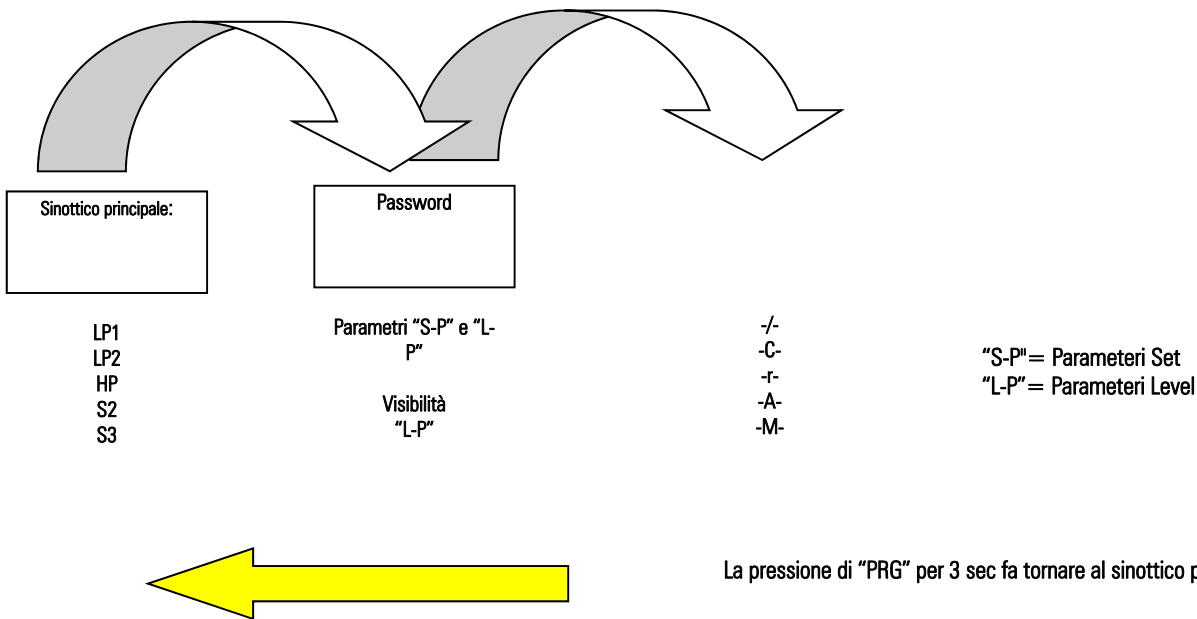 Sinottico principale:
Password
LP1
LP2
HP
S2
S3
Parametri “S-P” e “L-
P”
Visibilità
“L-P”
-/-
-C-
-r-
-A-
-M-
“S-P"= Parameteri Set
“L-P”= Parameteri Level
La pressione di “PRG” per 3 sec fa tornare al sinottico p